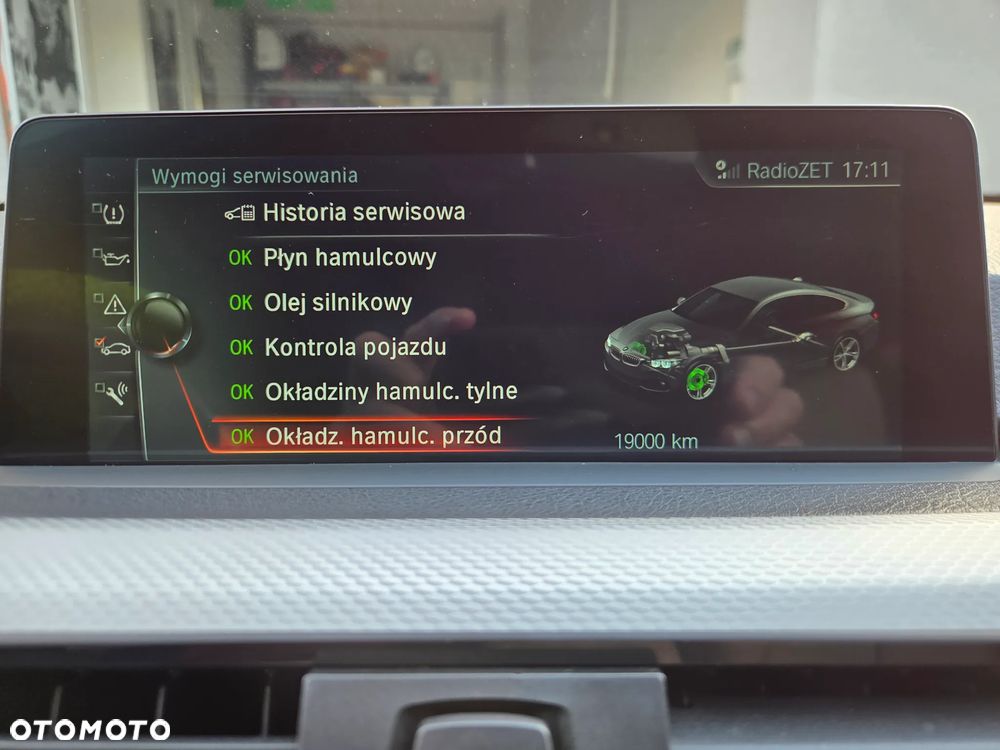 Wymogi serwisowania
RadioZET 17:11
Historia serwisowa
OK Płyn hamulcowy
OK Olej silnikowy
OK Kontrola pojazdu
OK Okładziny hamulc. tylne
OK Okładz. hamulc. przód
19000 km
OTOMOTO